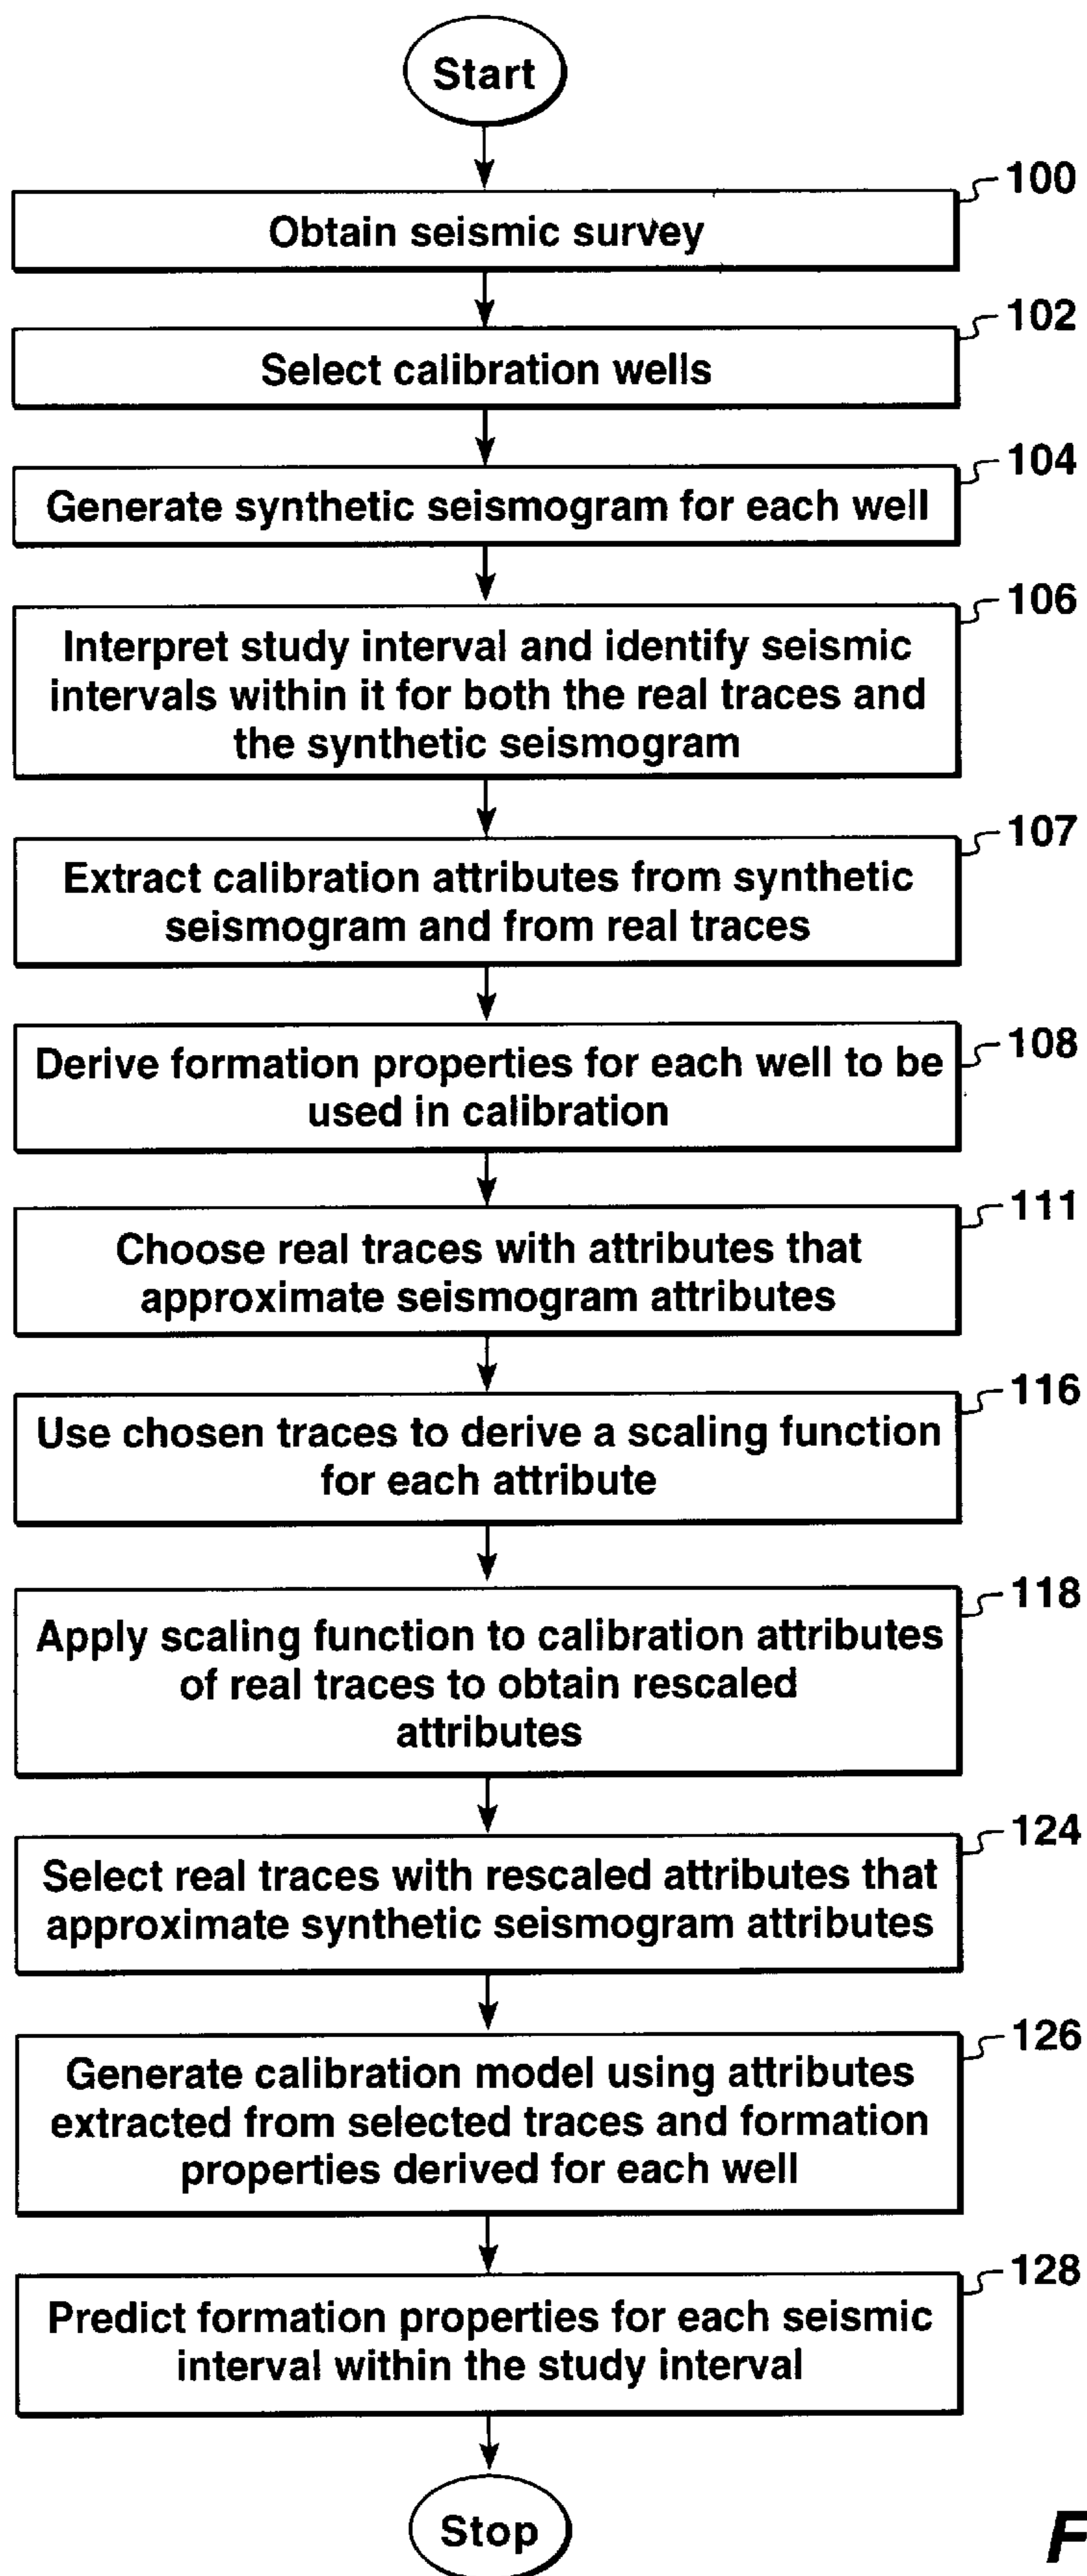 Start
100
Obtain seismic survey
102
Select calibration wells
104
Generate synthetic seismogram for each well
106
Interpret study interval and identify seismic
intervals within it for both the real traces and
the synthetic seismogram
107
Extract calibration attributes from synthetic
seismogram and from real traces
108
Derive formation properties for each well to be
used in calibration
111
Choose real traces with attributes that
approximate seismogram attributes
116
Use chosen traces to derive a scaling function
for each attribute
118
Apply scaling function to calibration attributes
of real traces to obtain rescaled
attributes
124
Select real traces with rescaled attributes that
approximate synthetic seismogram attributes
126
Generate calibration model using attributes
extracted from selected traces and formation
properties derived for each well
128
Predict formation properties for each seismic
interval within the study interval
Stop
F